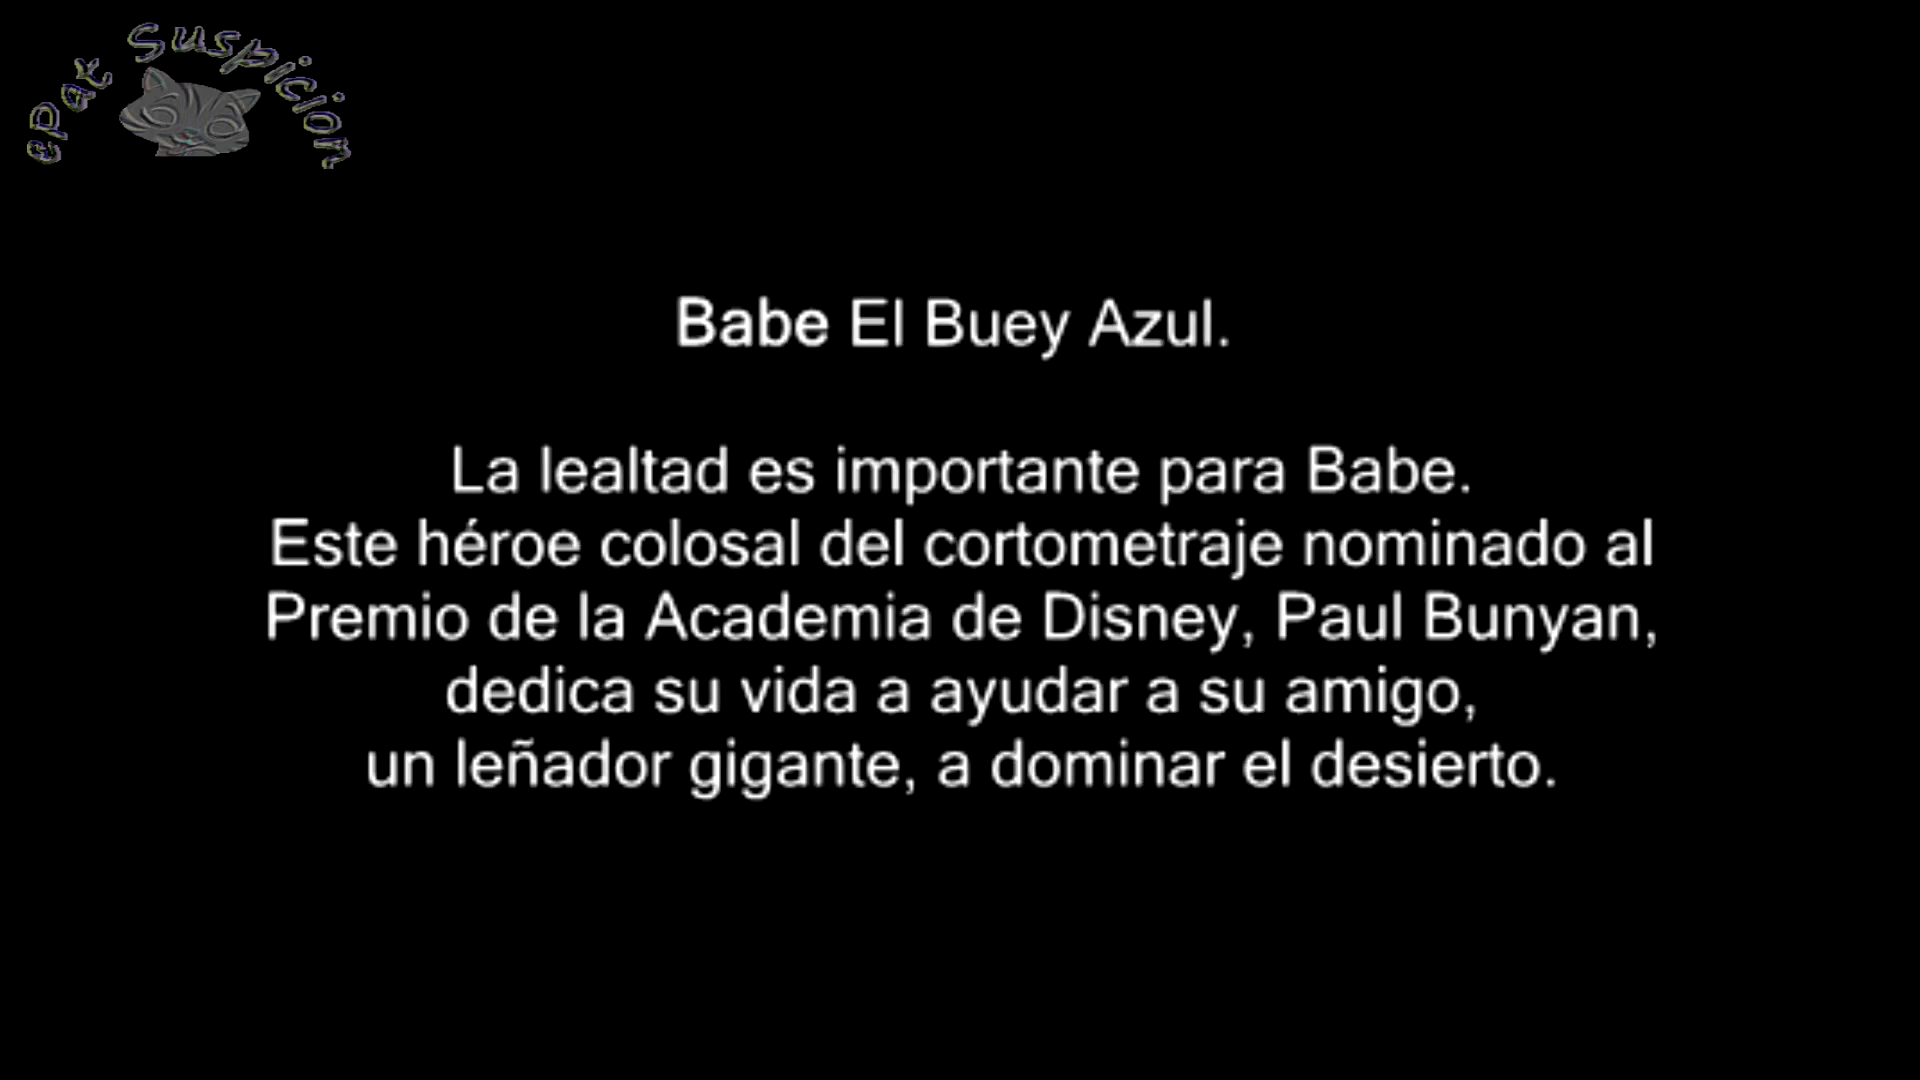 epat Suspicion
Babe El Buey Azul.
La lealtad es importante para Babe.
Este héroe colosal del cortometraje nominado al
Premio de la Academia de Disney, Paul Bunyan,
dedica su vida a ayudar a su amigo,
un leñador gigante, a dominar el desierto.